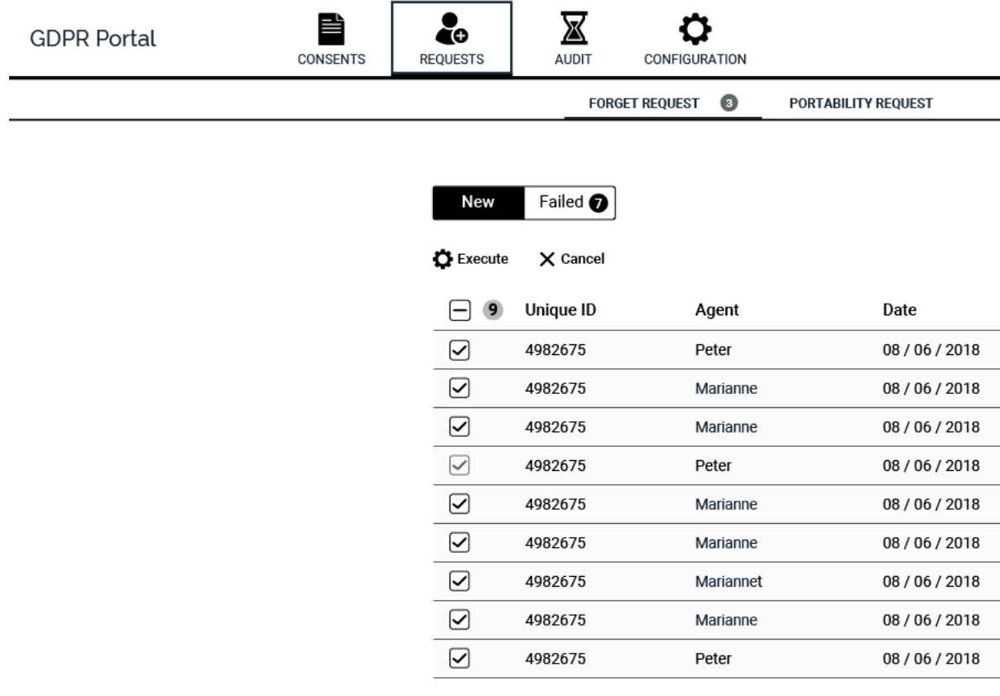 GDPR Portal
CONSENTS REQUESTS AUDIT CONFIGURATION
FORGET REQUEST 3 PORTABILITY REQUEST
New Failed 7
Execute Cancel
9 Unique ID Agent Date
4982675 Peter 08 / 06 / 2018
4982675 Marianne 08 / 06 / 2018
4982675 Marianne 08 / 06 / 2018
4982675 Peter 08 / 06 / 2018
4982675 Marianne 08 / 06 / 2018
4982675 Marianne 08 / 06 / 2018
4982675 Mariannet 08 / 06 / 2018
4982675 Marianne 08 / 06 / 2018
4982675 Peter 08 / 06 / 2018